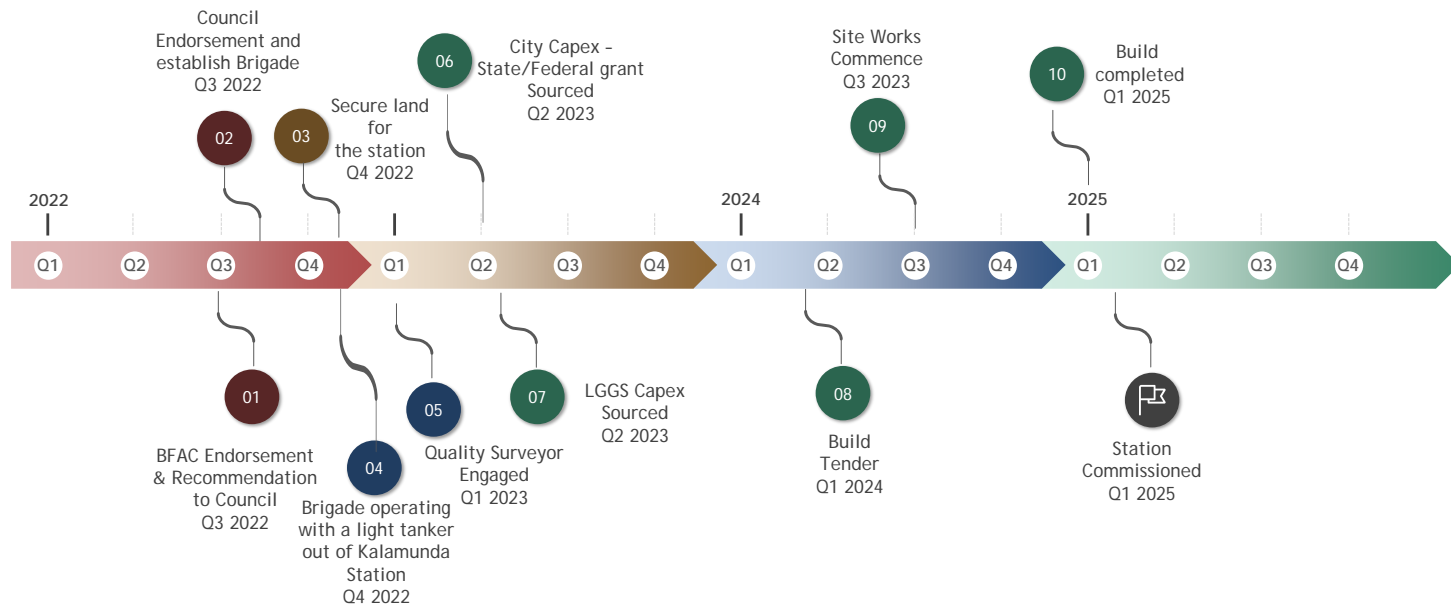 02
Council
Endorsement and
establish Brigade
Q3 2022
03
Secure land
for
the station
Q4 2022
06
City Capex –
State/Federal grant
Sourced
Q2 2023
09
Site Works
Commence
Q3 2023
10
Build
completed
Q1 2025
2022
2024
2025
Q1 Q2 Q3 Q4 Q1 Q2 Q3 Q4 Q1 Q2 Q3 Q4 Q1 Q2 Q3 Q4
01
BFAC Endorsement
& Recommendation
to Council
Q3 2022
04
Brigade operating
with a light tanker
out of Kalamunda
Station
Q4 2022
05
Quality Surveyor
Engaged
Q1 2023
07
LGGS Capex
Sourced
Q2 2023
08
Build
Tender
Q1 2024
Station
Commissioned
Q1 2025